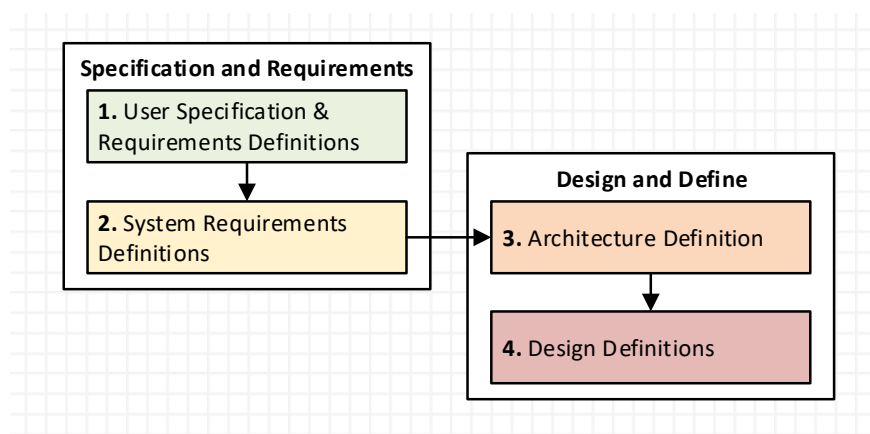 Specification and Requirements
1. User Specification &
Requirements Definitions
2. System Requirements
Definitions
Design and Define
3. Architecture Definition
4. Design Definitions